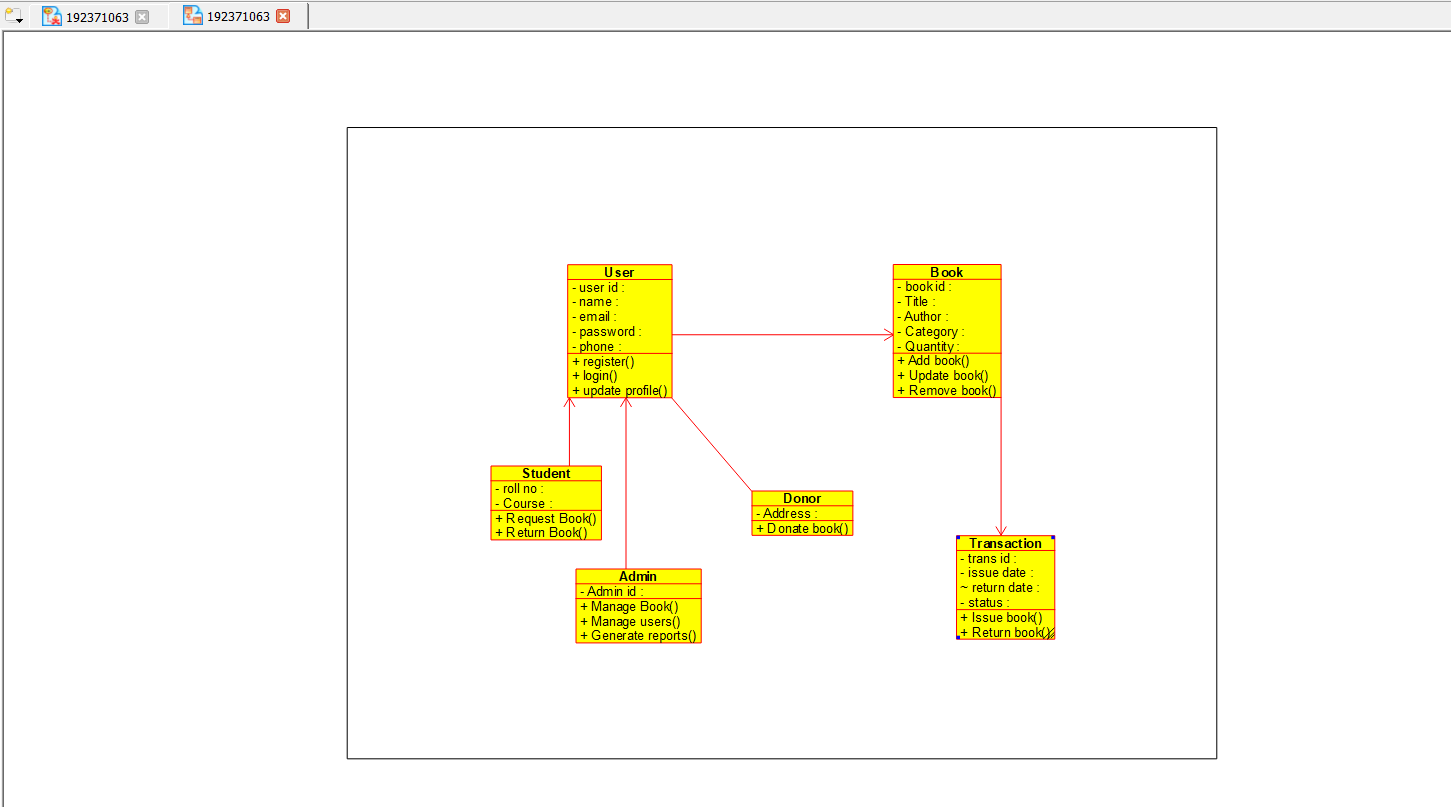 192371063
192371063
User
- user id :
- name :
- email :
- password :
- phone :
+ register()
+ login()
+ update profile()
Book
- book id :
- Title :
- Author :
- Category :
- Quantity :
+ Add book()
+ Update book()
+ Remove book()
Student
- roll no :
- Course :
+ Request Book()
+ Return Book()
Donor
- Address :
+ Donate book()
Admin
- Admin id :
+ Manage Book()
+ Manage users()
+ Generate reports()
Transaction
- trans id :
- issue date :
~ return date :
- status :
+ Issue book()
+ Return book()